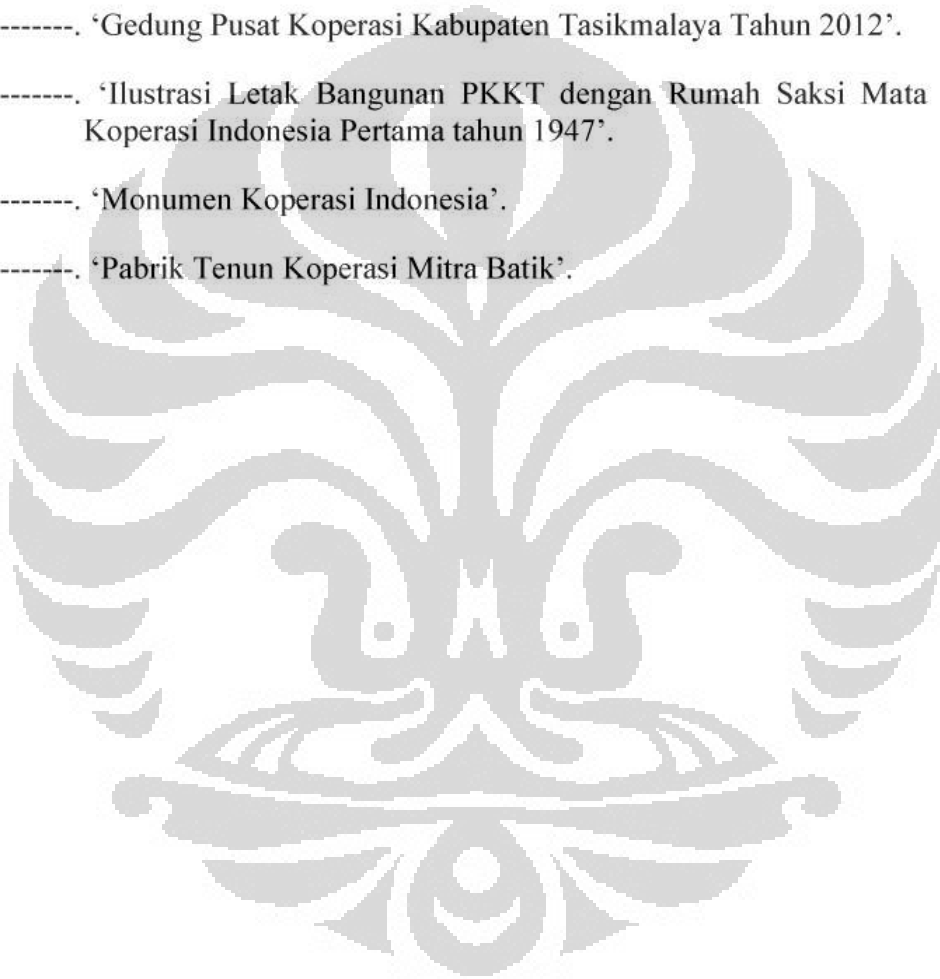 -------. ‘Gedung Pusat Koperasi Kabupaten Tasikmalaya Tahun 2012’.
-------. ‘Ilustrasi Letak Bangunan PKKT dengan Rumah Saksi Mata
Koperasi Indonesia Pertama tahun 1947’.
-------. ‘Monumen Koperasi Indonesia’.
-------. ‘Pabrik Tenun Koperasi Mitra Batik’.